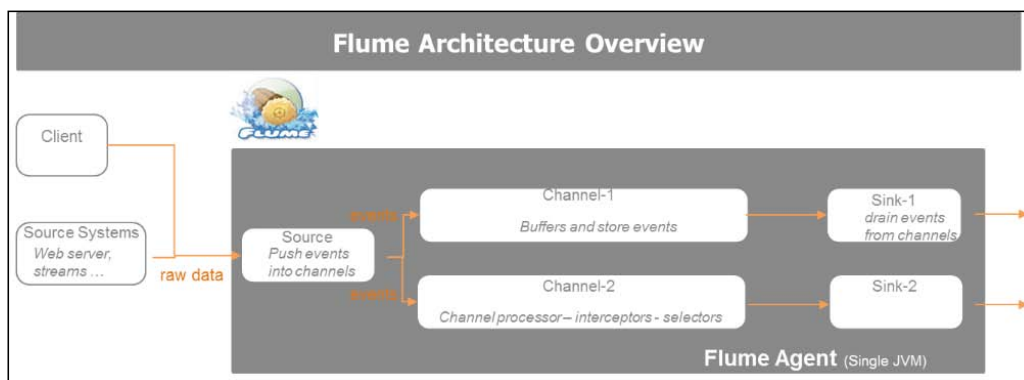 Flume Architecture Overview
FLUME
Client
Source Systems
Web server,
streams ...
raw data
Source
Push events
into channels
events
events
Channel-1
Buffers and store events
Channel-2
Channel processor– interceptors - selectors
Sink-1
drain events
from channels
Sink-2
Flume Agent (Single JVM)